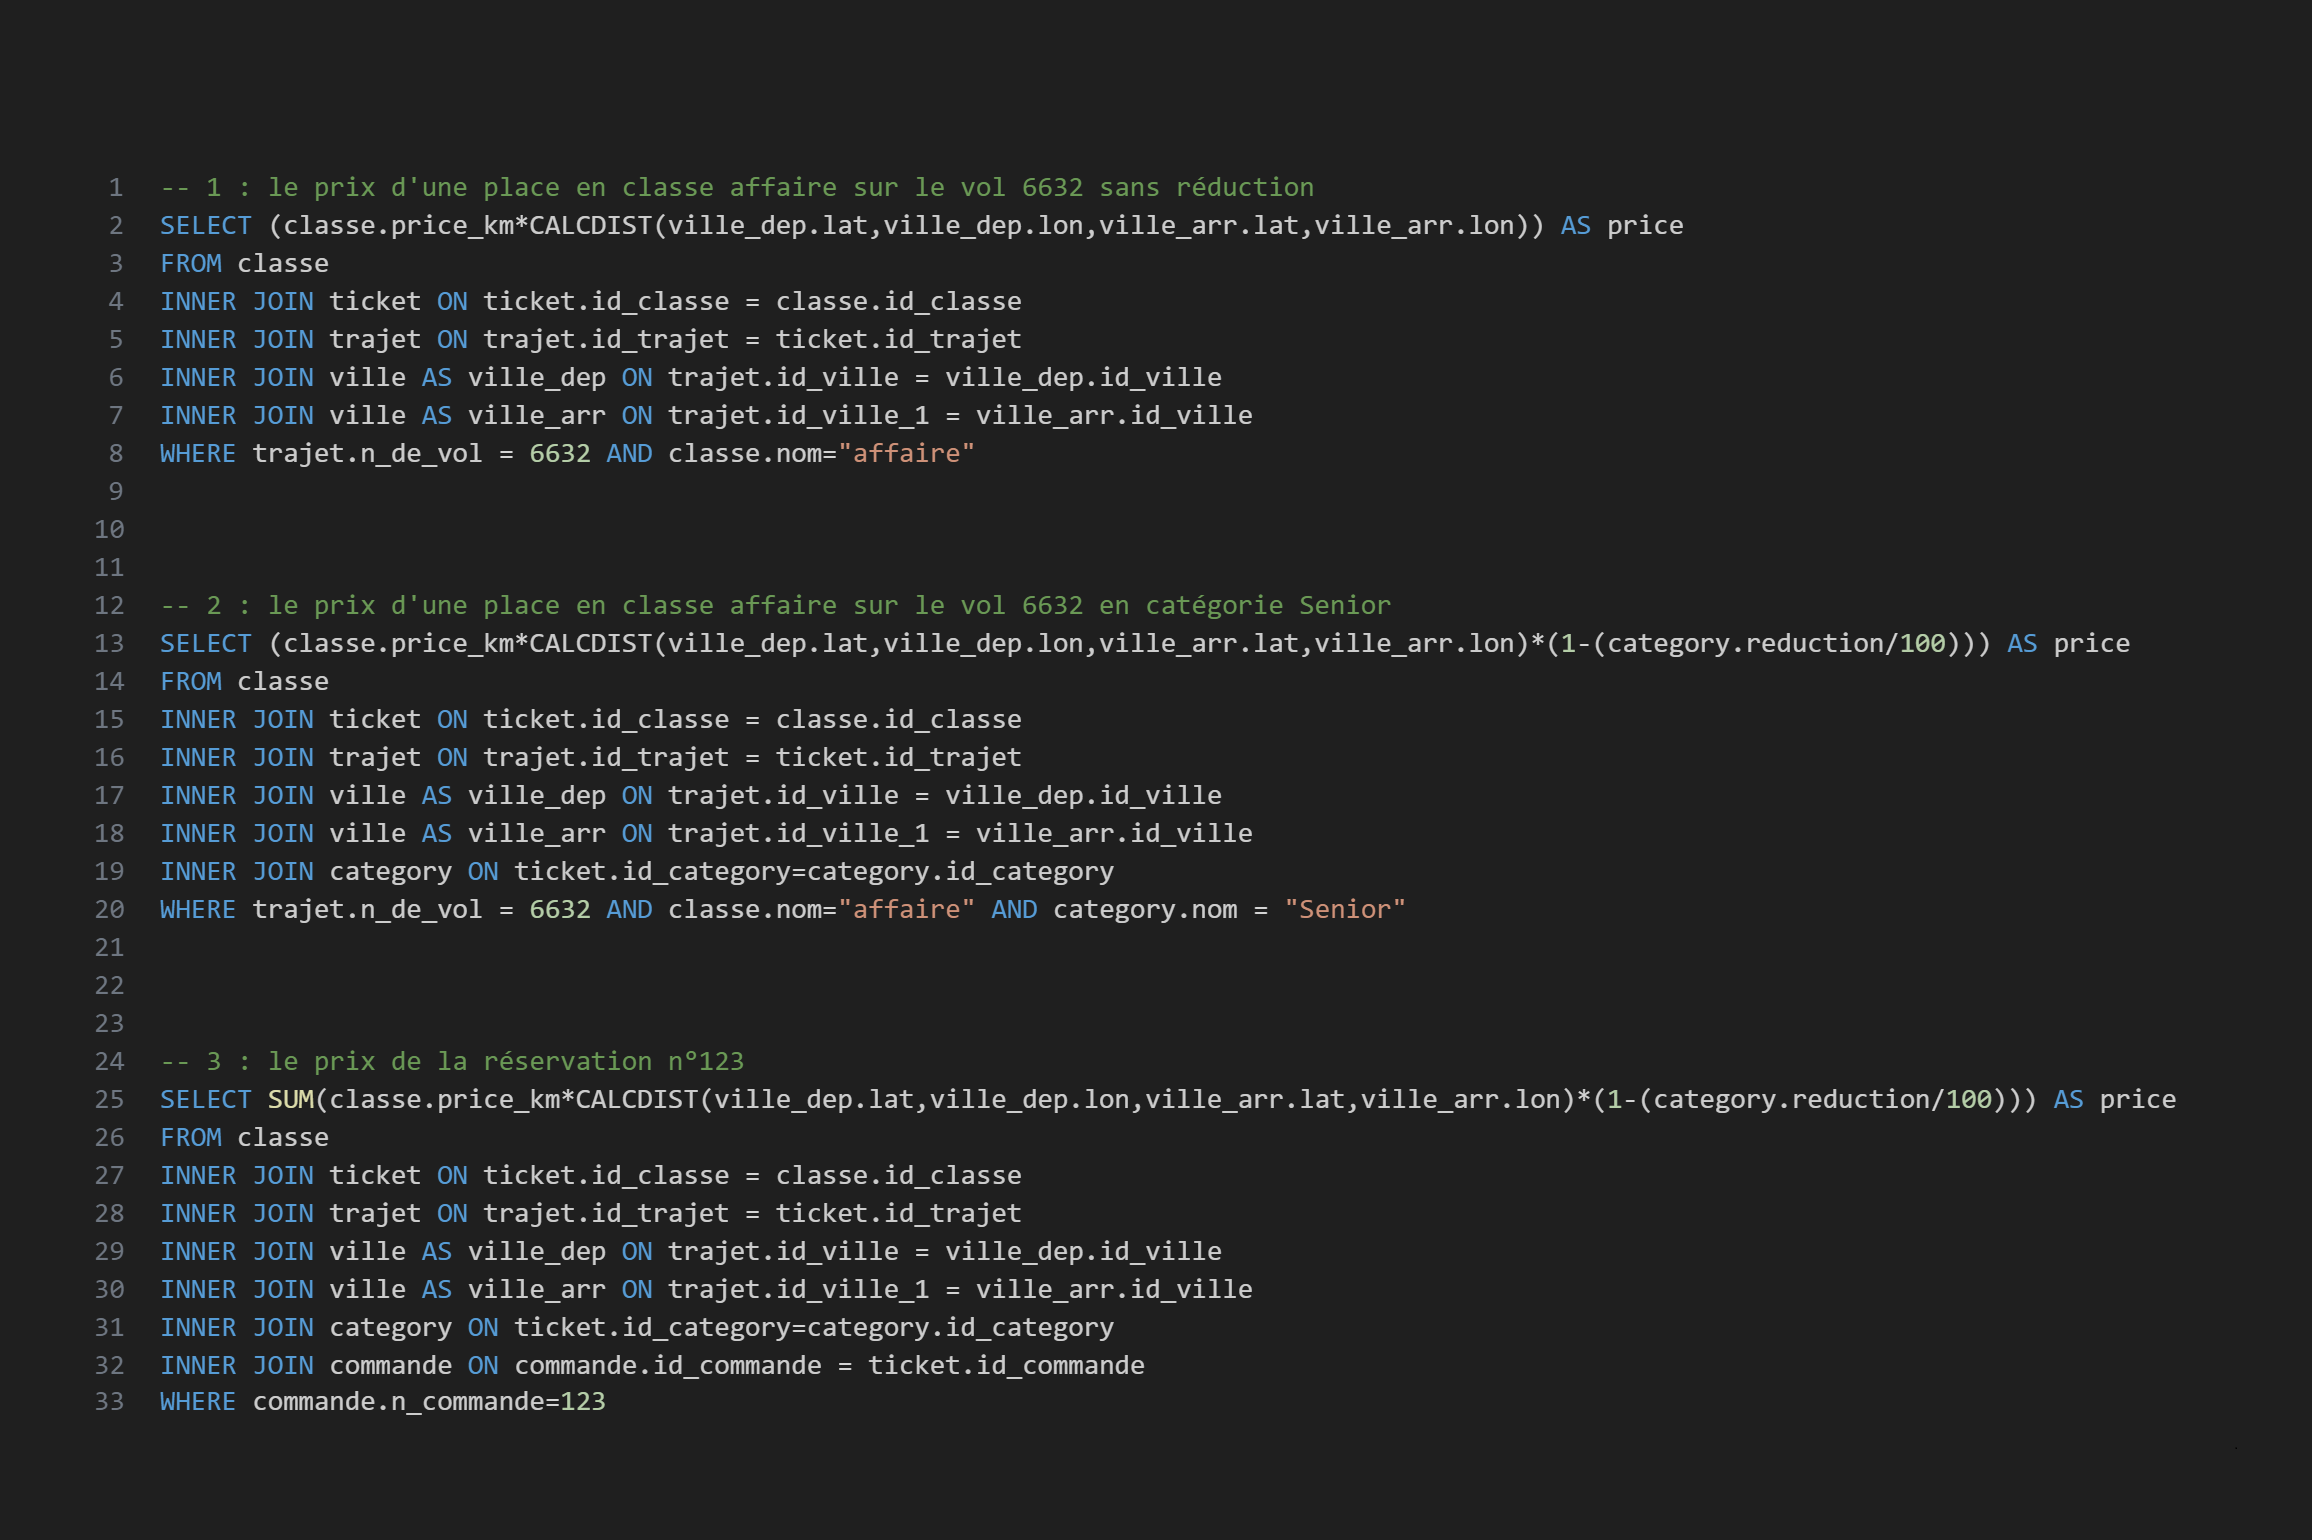 1 -- 1 : le prix d'une place en classe affaire sur le vol 6632 sans réduction
2 SELECT (classe.price_km*CALCDIST(ville_dep.lat,ville_dep.lon,ville_arr.lat,ville_arr.lon)) AS price
3 FROM classe
4 INNER JOIN ticket ON ticket.id_classe = classe.id_classe
5 INNER JOIN trajet ON trajet.id_trajet = ticket.id_trajet
6 INNER JOIN ville AS ville_dep ON trajet.id_ville = ville_dep.id_ville
7 INNER JOIN ville AS ville_arr ON trajet.id_ville_1 = ville_arr.id_ville
8 WHERE trajet.n_de_vol = 6632 AND classe.nom="affaire"
9
10
11
12 -- 2 : le prix d'une place en classe affaire sur le vol 6632 en catégorie Senior
13 SELECT (classe.price_km*CALCDIST(ville_dep.lat,ville_dep.lon,ville_arr.lat,ville_arr.lon)*(1-(category.reduction/100))) AS price
14 FROM classe
15 INNER JOIN ticket ON ticket.id_classe = classe.id_classe
16 INNER JOIN trajet ON trajet.id_trajet = ticket.id_trajet
17 INNER JOIN ville AS ville_dep ON trajet.id_ville = ville_dep.id_ville
18 INNER JOIN ville AS ville_arr ON trajet.id_ville_1 = ville_arr.id_ville
19 INNER JOIN category ON ticket.id_category=category.id_category
20 WHERE trajet.n_de_vol = 6632 AND classe.nom="affaire" AND category.nom = "Senior"
21
22
23
24 -- 3 : le prix de la réservation n°123
25 SELECT SUM(classe.price_km*CALCDIST(ville_dep.lat,ville_dep.lon,ville_arr.lat,ville_arr.lon)*(1-(category.reduction/100))) AS price
26 FROM classe
27 INNER JOIN ticket ON ticket.id_classe = classe.id_classe
28 INNER JOIN trajet ON trajet.id_trajet = ticket.id_trajet
29 INNER JOIN ville AS ville_dep ON trajet.id_ville = ville_dep.id_ville
30 INNER JOIN ville AS ville_arr ON trajet.id_ville_1 = ville_arr.id_ville
31 INNER JOIN category ON ticket.id_category=category.id_category
32 INNER JOIN commande ON commande.id_commande = ticket.id_commande
33 WHERE commande.n_commande=123